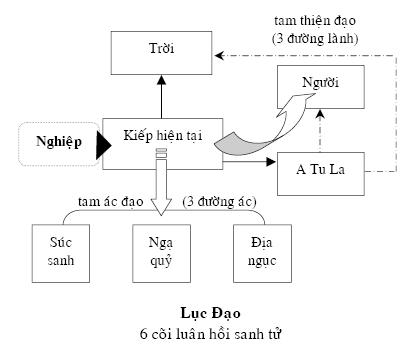 tam thiện đạo
(3 đường lành)
Trời
Người
Nghiệp
Kiếp hiện tại
A Tu La
tam ác đạo (3 đường ác)
Súc
sanh
Ngạ
quỷ
Địa
ngục
Lục Đạo
6 cõi luân hồi sanh tử